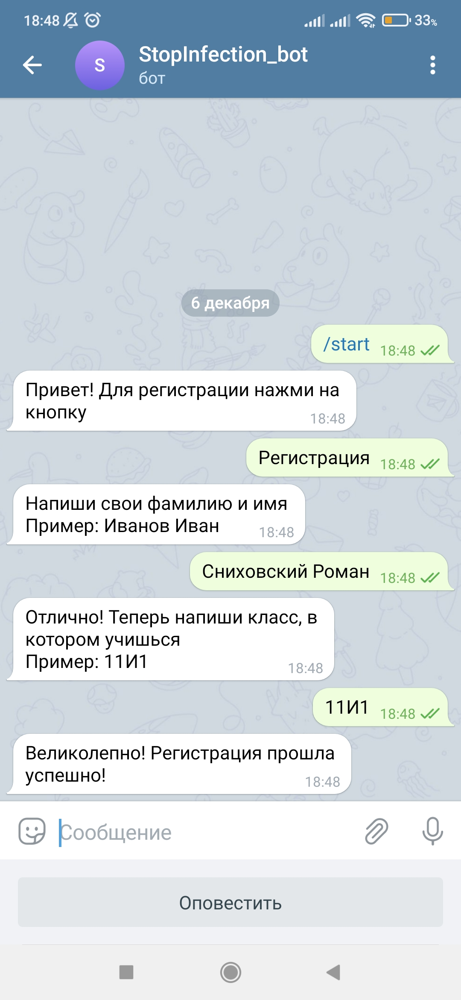 18:48
33%
S
StopInfection_bot
бот
6 декабря
/start 18:48
Привет! Для регистрации нажми на
кнопку 18:48
Регистрация 18:48
Напиши свои фамилию и имя
Пример: Иванов Иван 18:48
Сниховский Роман 18:48
Отлично! Теперь напиши класс, в
котором учишься
Пример: 11И1 18:48
11И1 18:48
Великолепно! Регистрация прошла
успешно! 18:48
Сообщение
Оповестить